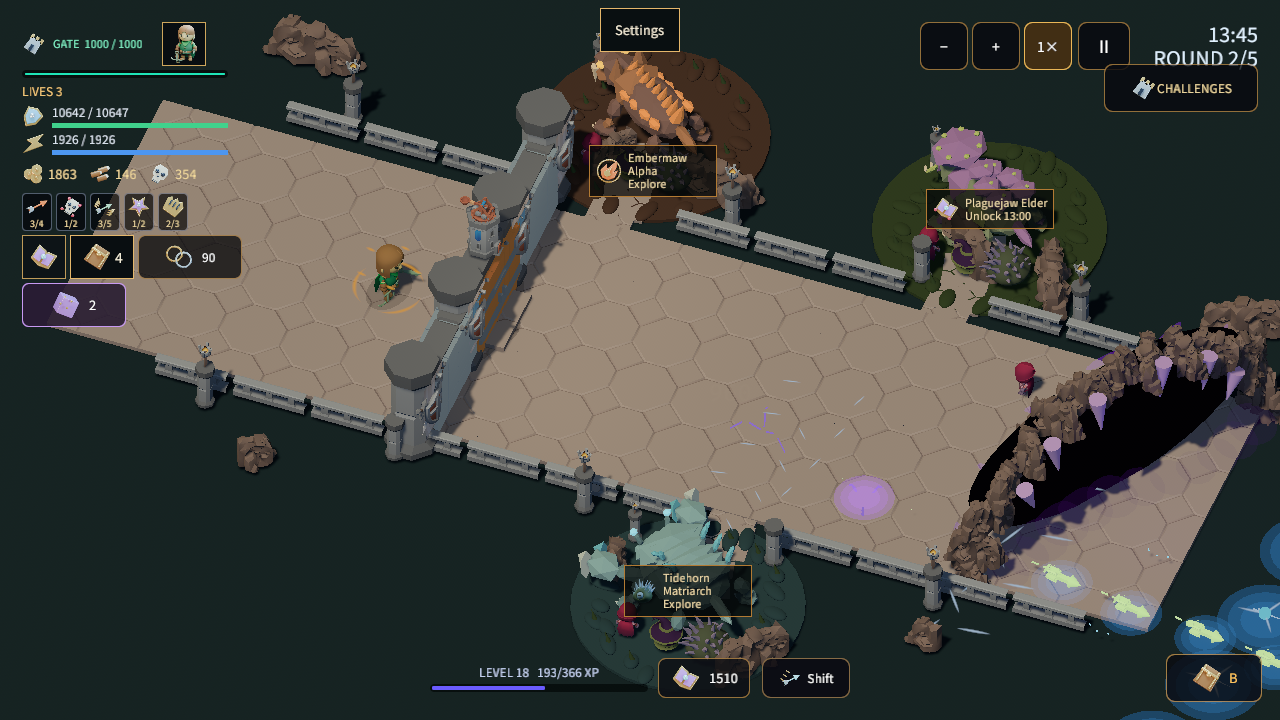 Settings
GATE 1000 / 1000
− + 1×
13:45
ROUND 2/5
CHALLENGES
LIVES 3
10642 / 10647
1926 / 1926
1863 146 354
3/4 1/2 3/5 1/2 2/3
4 90
2
Embermaw
Alpha
Explore
Plaguejaw Elder
Unlock 13:00
Tidehorn
Matriarch
Explore
LEVEL 18 193/366 XP
1510
Shift
B